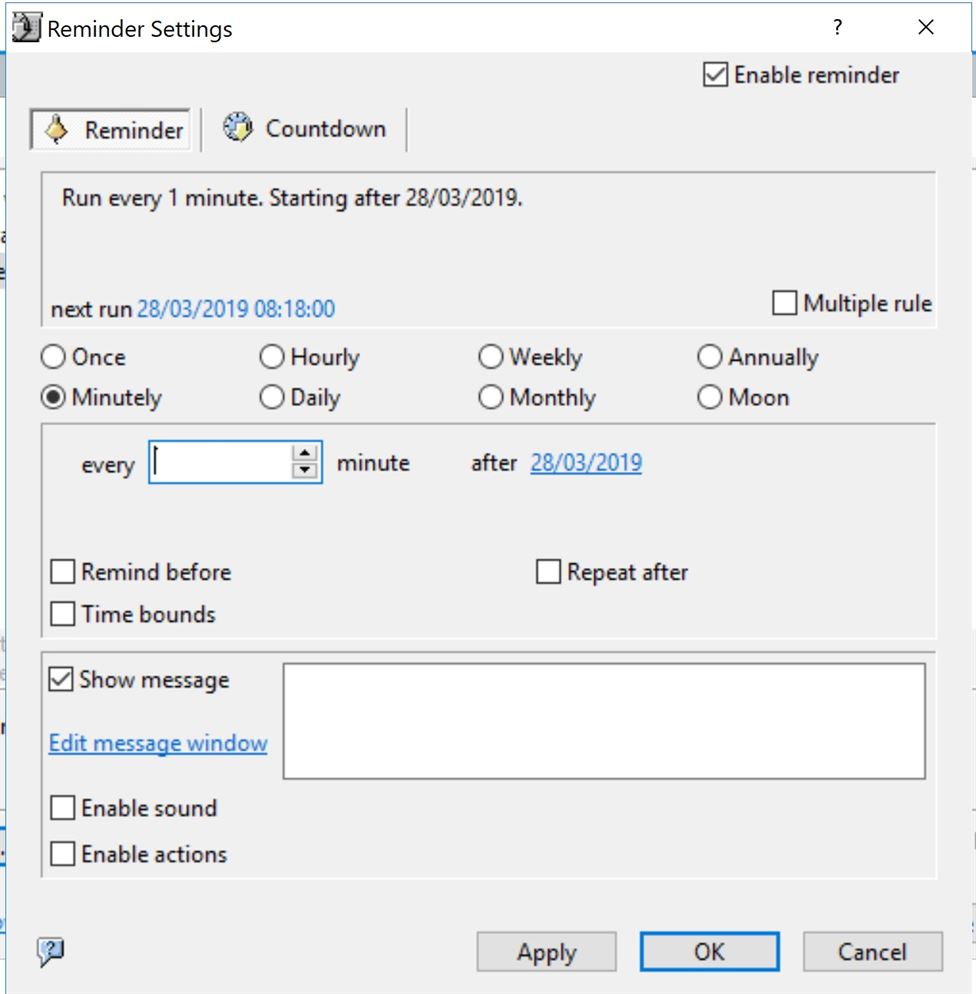 Reminder Settings ?
Enable reminder
Reminder Countdown
Run every 1 minute. Starting after 28/03/2019.
next run 28/03/2019 08:18:00 Multiple rule
Once Hourly Weekly Annually
Minutely Daily Monthly Moon
every minute after 28/03/2019
Remind before Repeat after
Time bounds
Show message
Edit message window
Enable sound
Enable actions
?
Apply OK Cancel